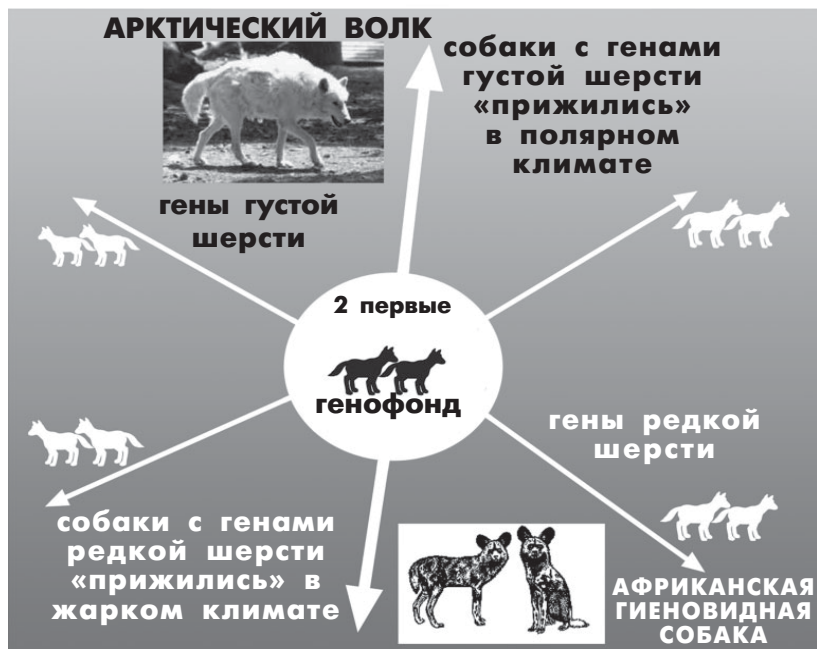 АРКТИЧЕСКИЙ ВОЛК
собаки с генами
густой шерсти
«прижились»
в полярном
климате
гены густой
шерсти
2 первые
генофонд
гены редкой
шерсти
собаки с генами
редкой шерсти
«прижились» в
жарком климате
АФРИКАНСКАЯ
ГИЕНОВИДНАЯ
СОБАКА